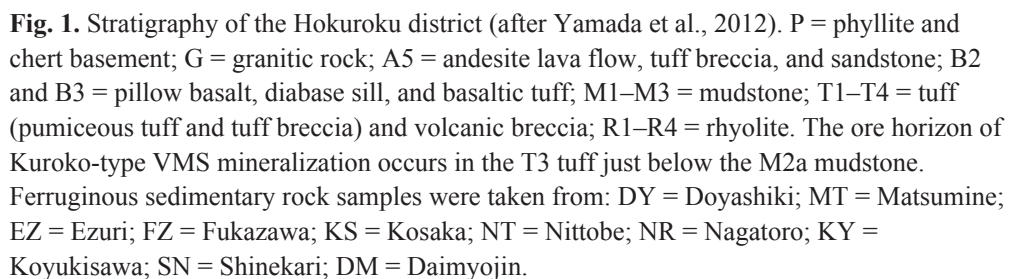 Fig. 1. Stratigraphy of the Hokuroku district (after Yamada et al., 2012). P = phyllite and
chert basement; G = granitic rock; A5 = andesite lava flow, tuff breccia, and sandstone; B2
and B3 = pillow basalt, diabase sill, and basaltic tuff; M1–M3 = mudstone; T1–T4 = tuff
(pumiceous tuff and tuff breccia) and volcanic breccia; R1–R4 = rhyolite. The ore horizon of
Kuroko-type VMS mineralization occurs in the T3 tuff just below the M2a mudstone.
Ferruginous sedimentary rock samples were taken from: DY = Doyashiki; MT = Matsumine;
EZ = Ezuri; FZ = Fukazawa; KS = Kosaka; NT = Nittobe; NR = Nagatoro; KY =
Koyukisawa; SN = Shinekari; DM = Daimyojin.